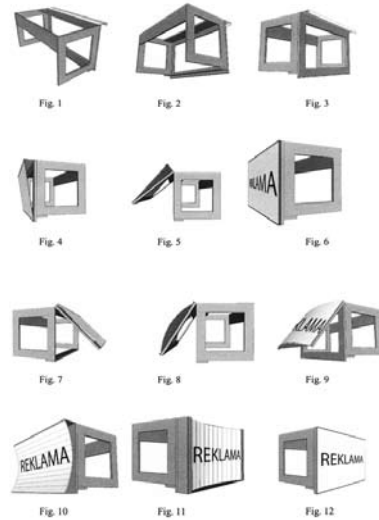 Fig. 1
Fig. 2
Fig. 3
Fig. 4
Fig. 5
KLAMA
Fig. 6
Fig. 7
Fig. 8
KLAMA
Fig. 9
REKLAMA
Fig. 10
REKLAMA
Fig. 11
REKLAMA
Fig. 12